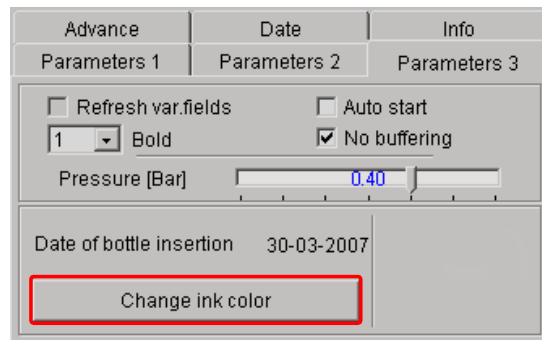 Advance Date Info
Parameters 1 Parameters 2 Parameters 3
Refresh var.fields Auto start
1 Bold No buffering
Pressure [Bar] 0.40
Date of bottle insertion 30-03-2007
Change ink color